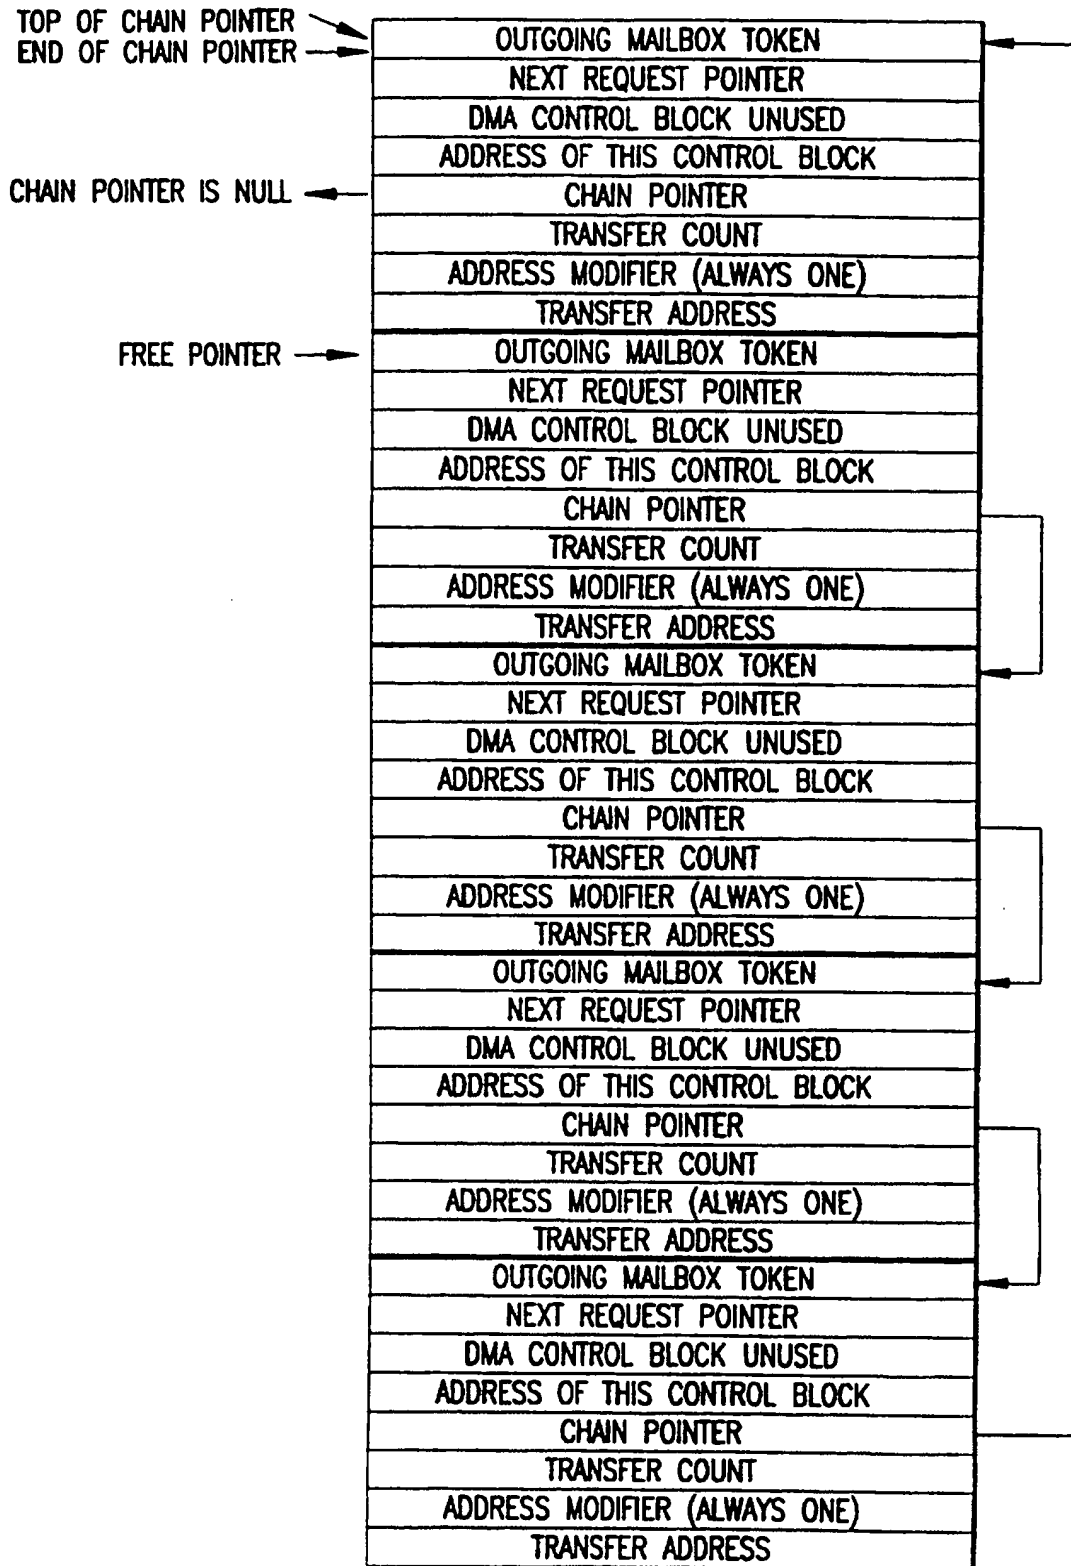 TOP OF CHAIN POINTER
END OF CHAIN POINTER
OUTGOING MAILBOX TOKEN
NEXT REQUEST POINTER
DMA CONTROL BLOCK UNUSED
ADDRESS OF THIS CONTROL BLOCK
CHAIN POINTER IS NULL
CHAIN POINTER
TRANSFER COUNT
ADDRESS MODIFIER (ALWAYS ONE)
TRANSFER ADDRESS
FREE POINTER
OUTGOING MAILBOX TOKEN
NEXT REQUEST POINTER
DMA CONTROL BLOCK UNUSED
ADDRESS OF THIS CONTROL BLOCK
CHAIN POINTER
TRANSFER COUNT
ADDRESS MODIFIER (ALWAYS ONE)
TRANSFER ADDRESS
OUTGOING MAILBOX TOKEN
NEXT REQUEST POINTER
DMA CONTROL BLOCK UNUSED
ADDRESS OF THIS CONTROL BLOCK
CHAIN POINTER
TRANSFER COUNT
ADDRESS MODIFIER (ALWAYS ONE)
TRANSFER ADDRESS
OUTGOING MAILBOX TOKEN
NEXT REQUEST POINTER
DMA CONTROL BLOCK UNUSED
ADDRESS OF THIS CONTROL BLOCK
CHAIN POINTER
TRANSFER COUNT
ADDRESS MODIFIER (ALWAYS ONE)
TRANSFER ADDRESS
OUTGOING MAILBOX TOKEN
NEXT REQUEST POINTER
DMA CONTROL BLOCK UNUSED
ADDRESS OF THIS CONTROL BLOCK
CHAIN POINTER
TRANSFER COUNT
ADDRESS MODIFIER (ALWAYS ONE)
TRANSFER ADDRESS